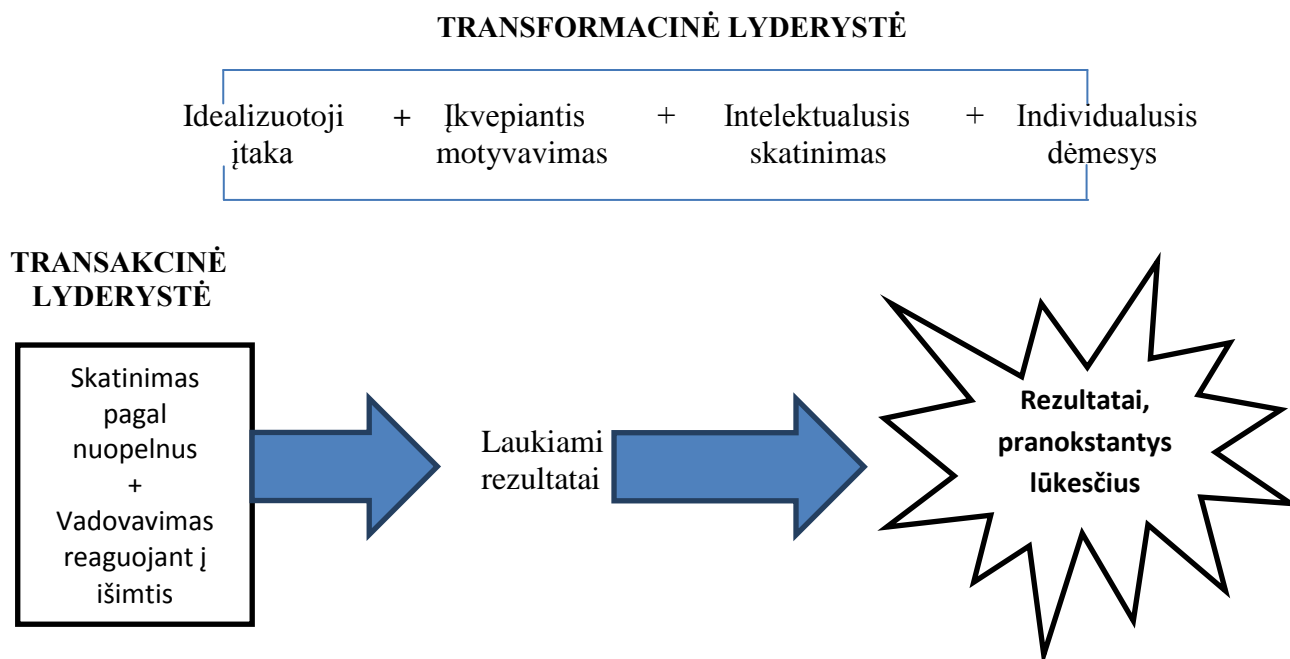 TRANSFORMACINĖ LYDERYSTĖ
Idealizuotoji + Įkvepiantis + Intelektualusis + Individualusis
įtaka motyvavimas skatinimas dėmesys
TRANSAKCINĖ
LYDERYSTĖ
Skatinimas
pagal
nuopelnus
+
Vadovavimas
reaguojant į
išimtis
Laukiami
rezultatai
Rezultatai,
pranokstantys
lūkesčius